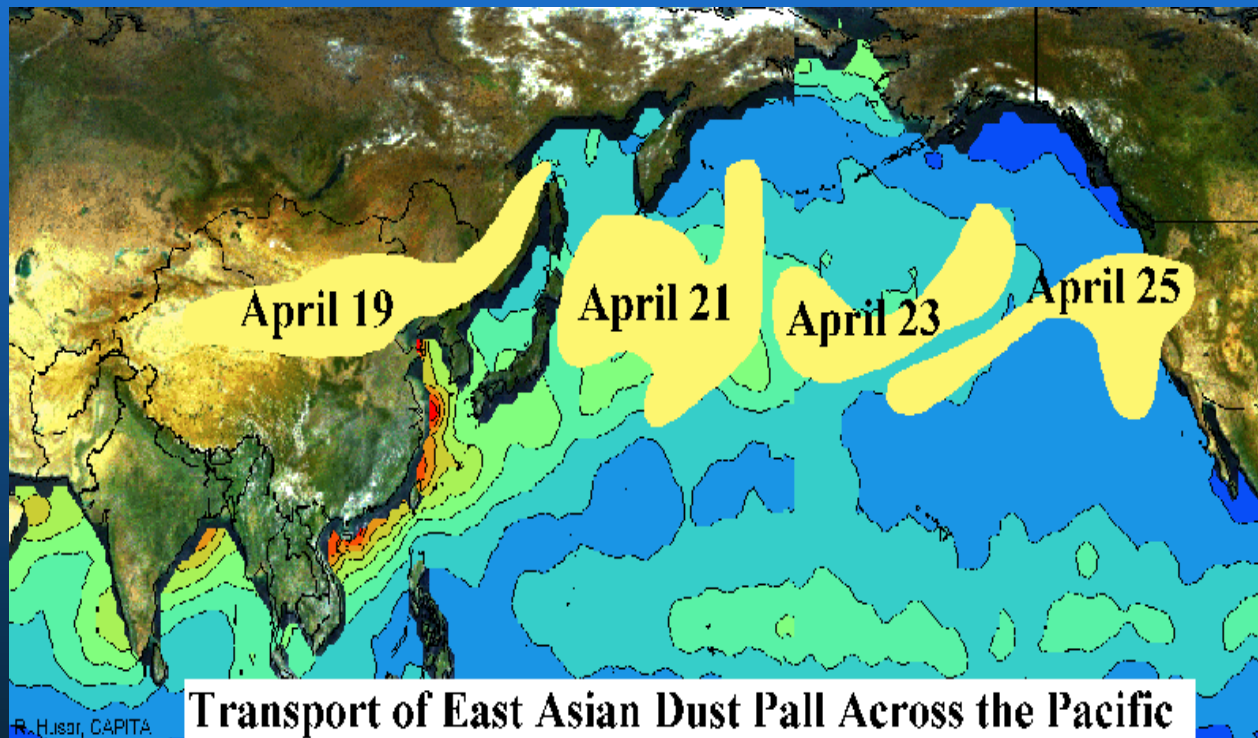 April 19
April 21
April 23
April 25
Transport of East Asian Dust Pall Across the Pacific
R. Husar, CAPITA